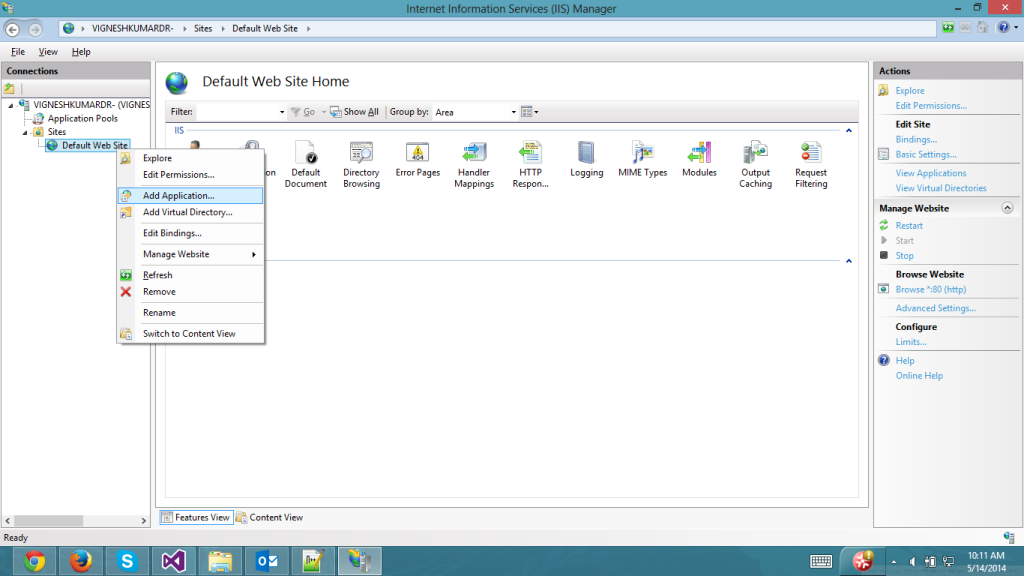 Internet Information Services (IIS) Manager
VIGNESHKUMARDR- Sites Default Web Site
File View Help
Connections
VIGNESHKUMARDR- (VIGNES
Application Pools
Sites
Default Web Site
Explore
Edit Permissions...
Add Application...
Add Virtual Directory...
Edit Bindings...
Manage Website
Refresh
Remove
Rename
Switch to Content View
Default Web Site Home
Filter: Go Show All Group by: Area
IIS
on
Default
Document
Directory
Browsing
404
Error Pages
Handler
Mappings
HTTP
Respon...
Logging
MIME Types
Modules
Output
Caching
Request
Filtering
Features View Content View
Actions
Explore
Edit Permissions...
Edit Site
Bindings...
Basic Settings...
View Applications
View Virtual Directories
Manage Website
Restart
Start
Stop
Browse Website
Browse *:80 (http)
Advanced Settings...
Configure
Limits...
Help
Online Help
Ready
10:11 AM
5/14/2014